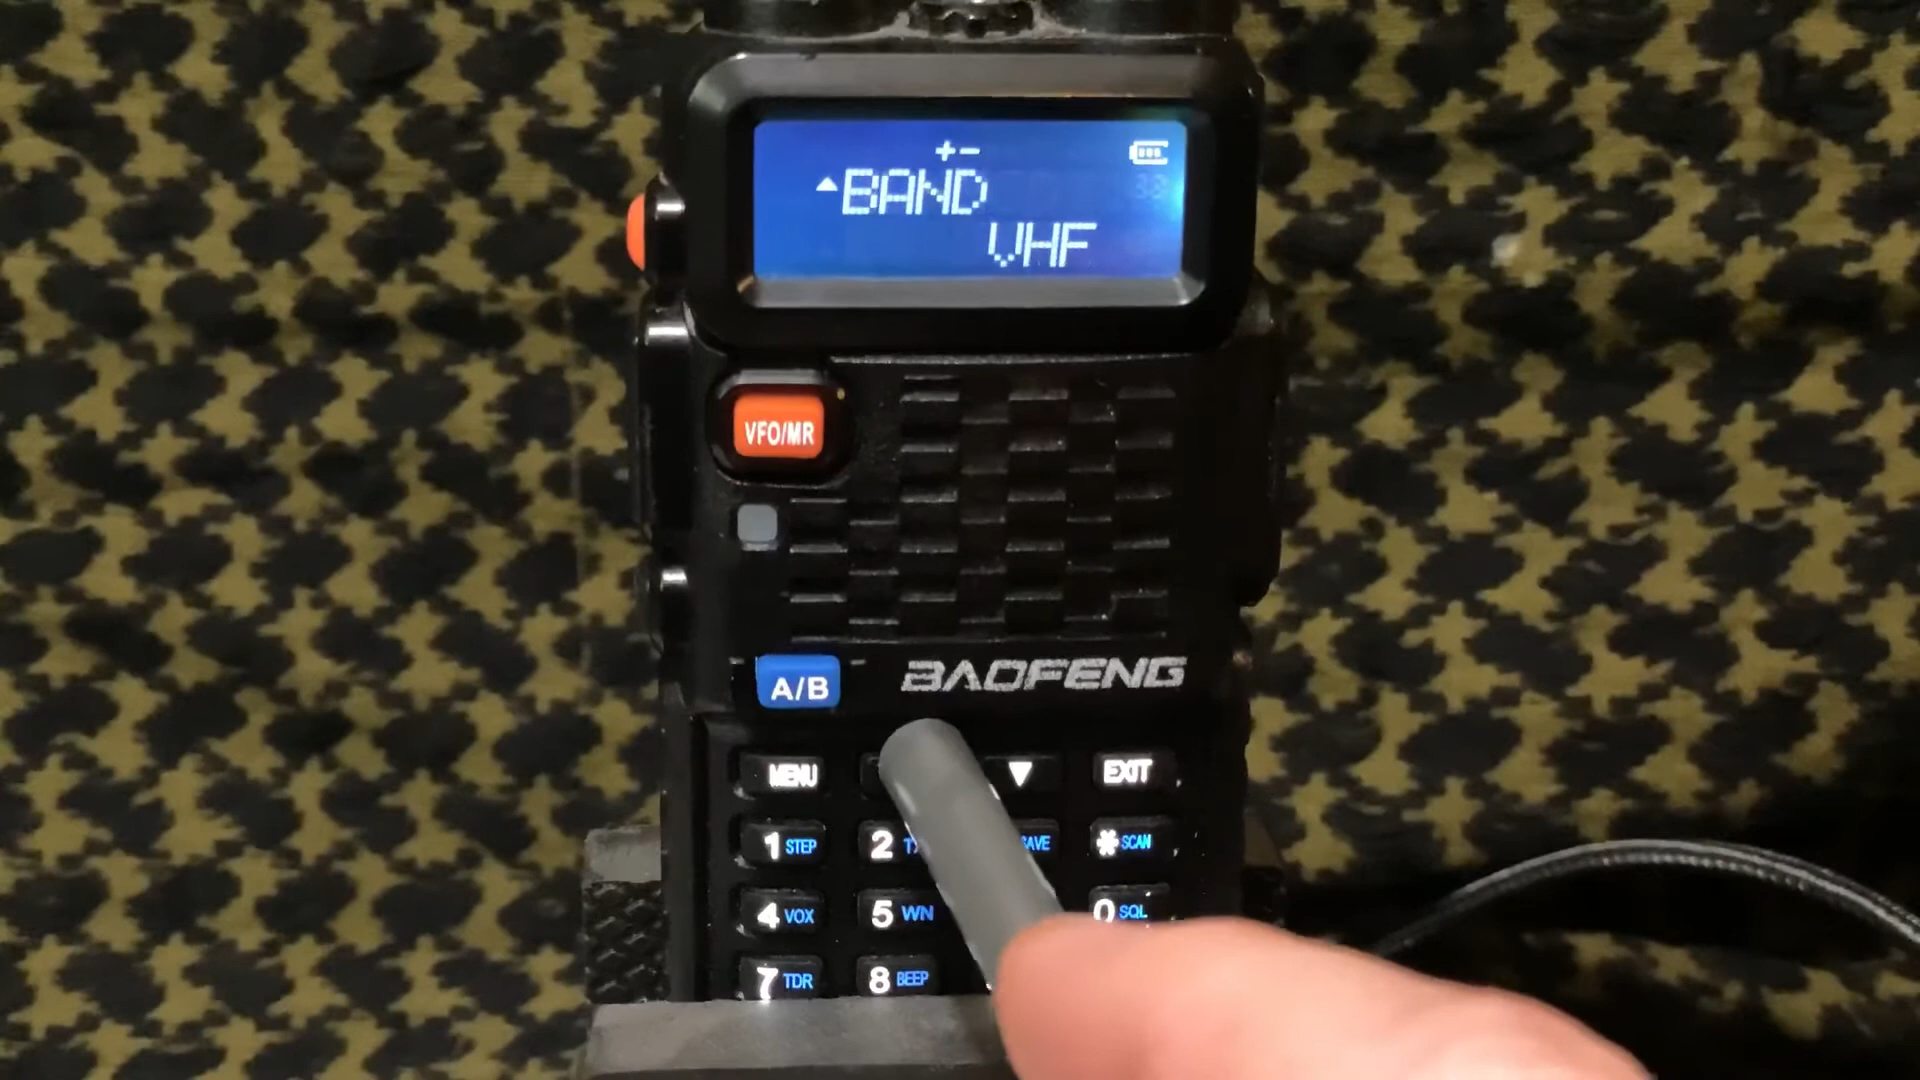 +-
▲BAND
VHF
VFO/MR
A/B
BAOFENG
MENU ▼ EXIT
1 STEP 2 *SCAN
4 VOX 5 WN 0 SQL
7 TDR 8 BEEP